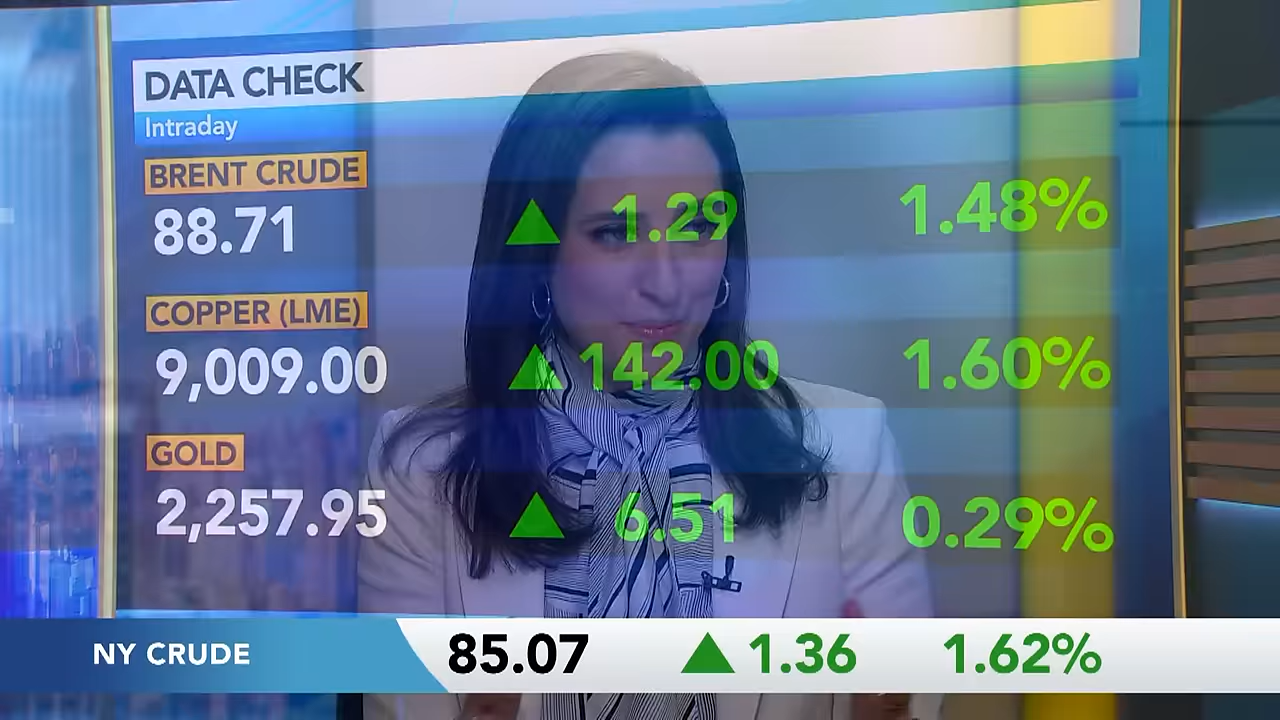 DATA CHECK
Intraday
BRENT CRUDE
88.71 ▲ 1.29 1.48%
COPPER (LME)
9,009.00 ▲ 142.00 1.60%
GOLD
2,257.95 ▲ 6.51 0.29%
NY CRUDE 85.07 ▲ 1.36 1.62%